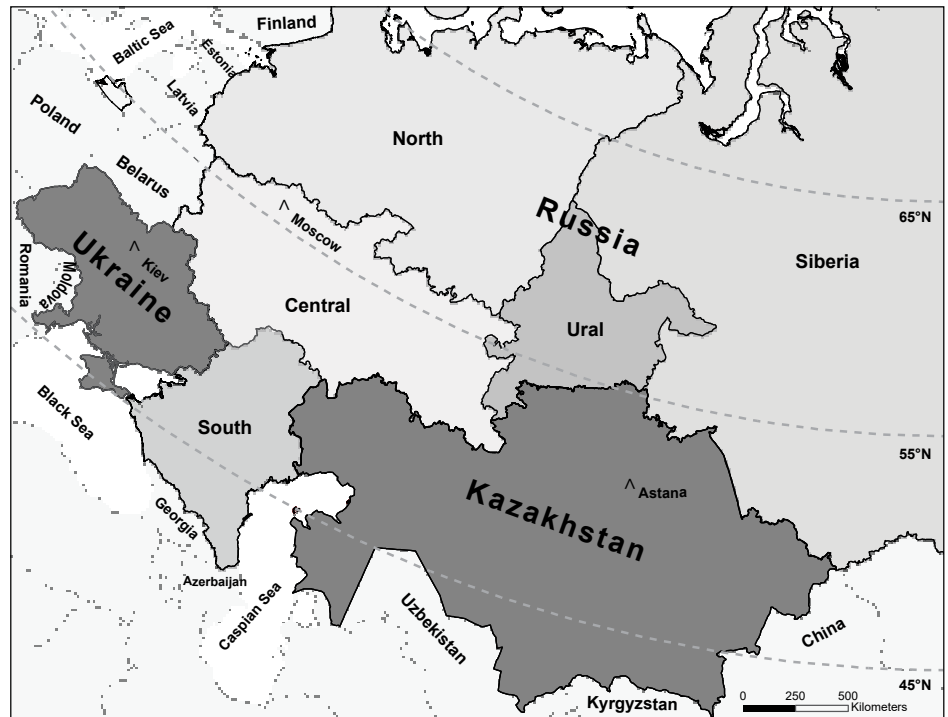 Finland
Baltic Sea
Estonia
Latvia
Poland
North
Belarus
65°N
Russia
Moscow
Ukraine
Kiev
Siberia
Romania
Moldova
Central
Ural
Black Sea
South
55°N
Kazakhstan
Astana
Georgia
Azerbaijan
Caspian Sea
Uzbekistan
China
45°N
Kyrgyzstan
0 250 500
Kilometers